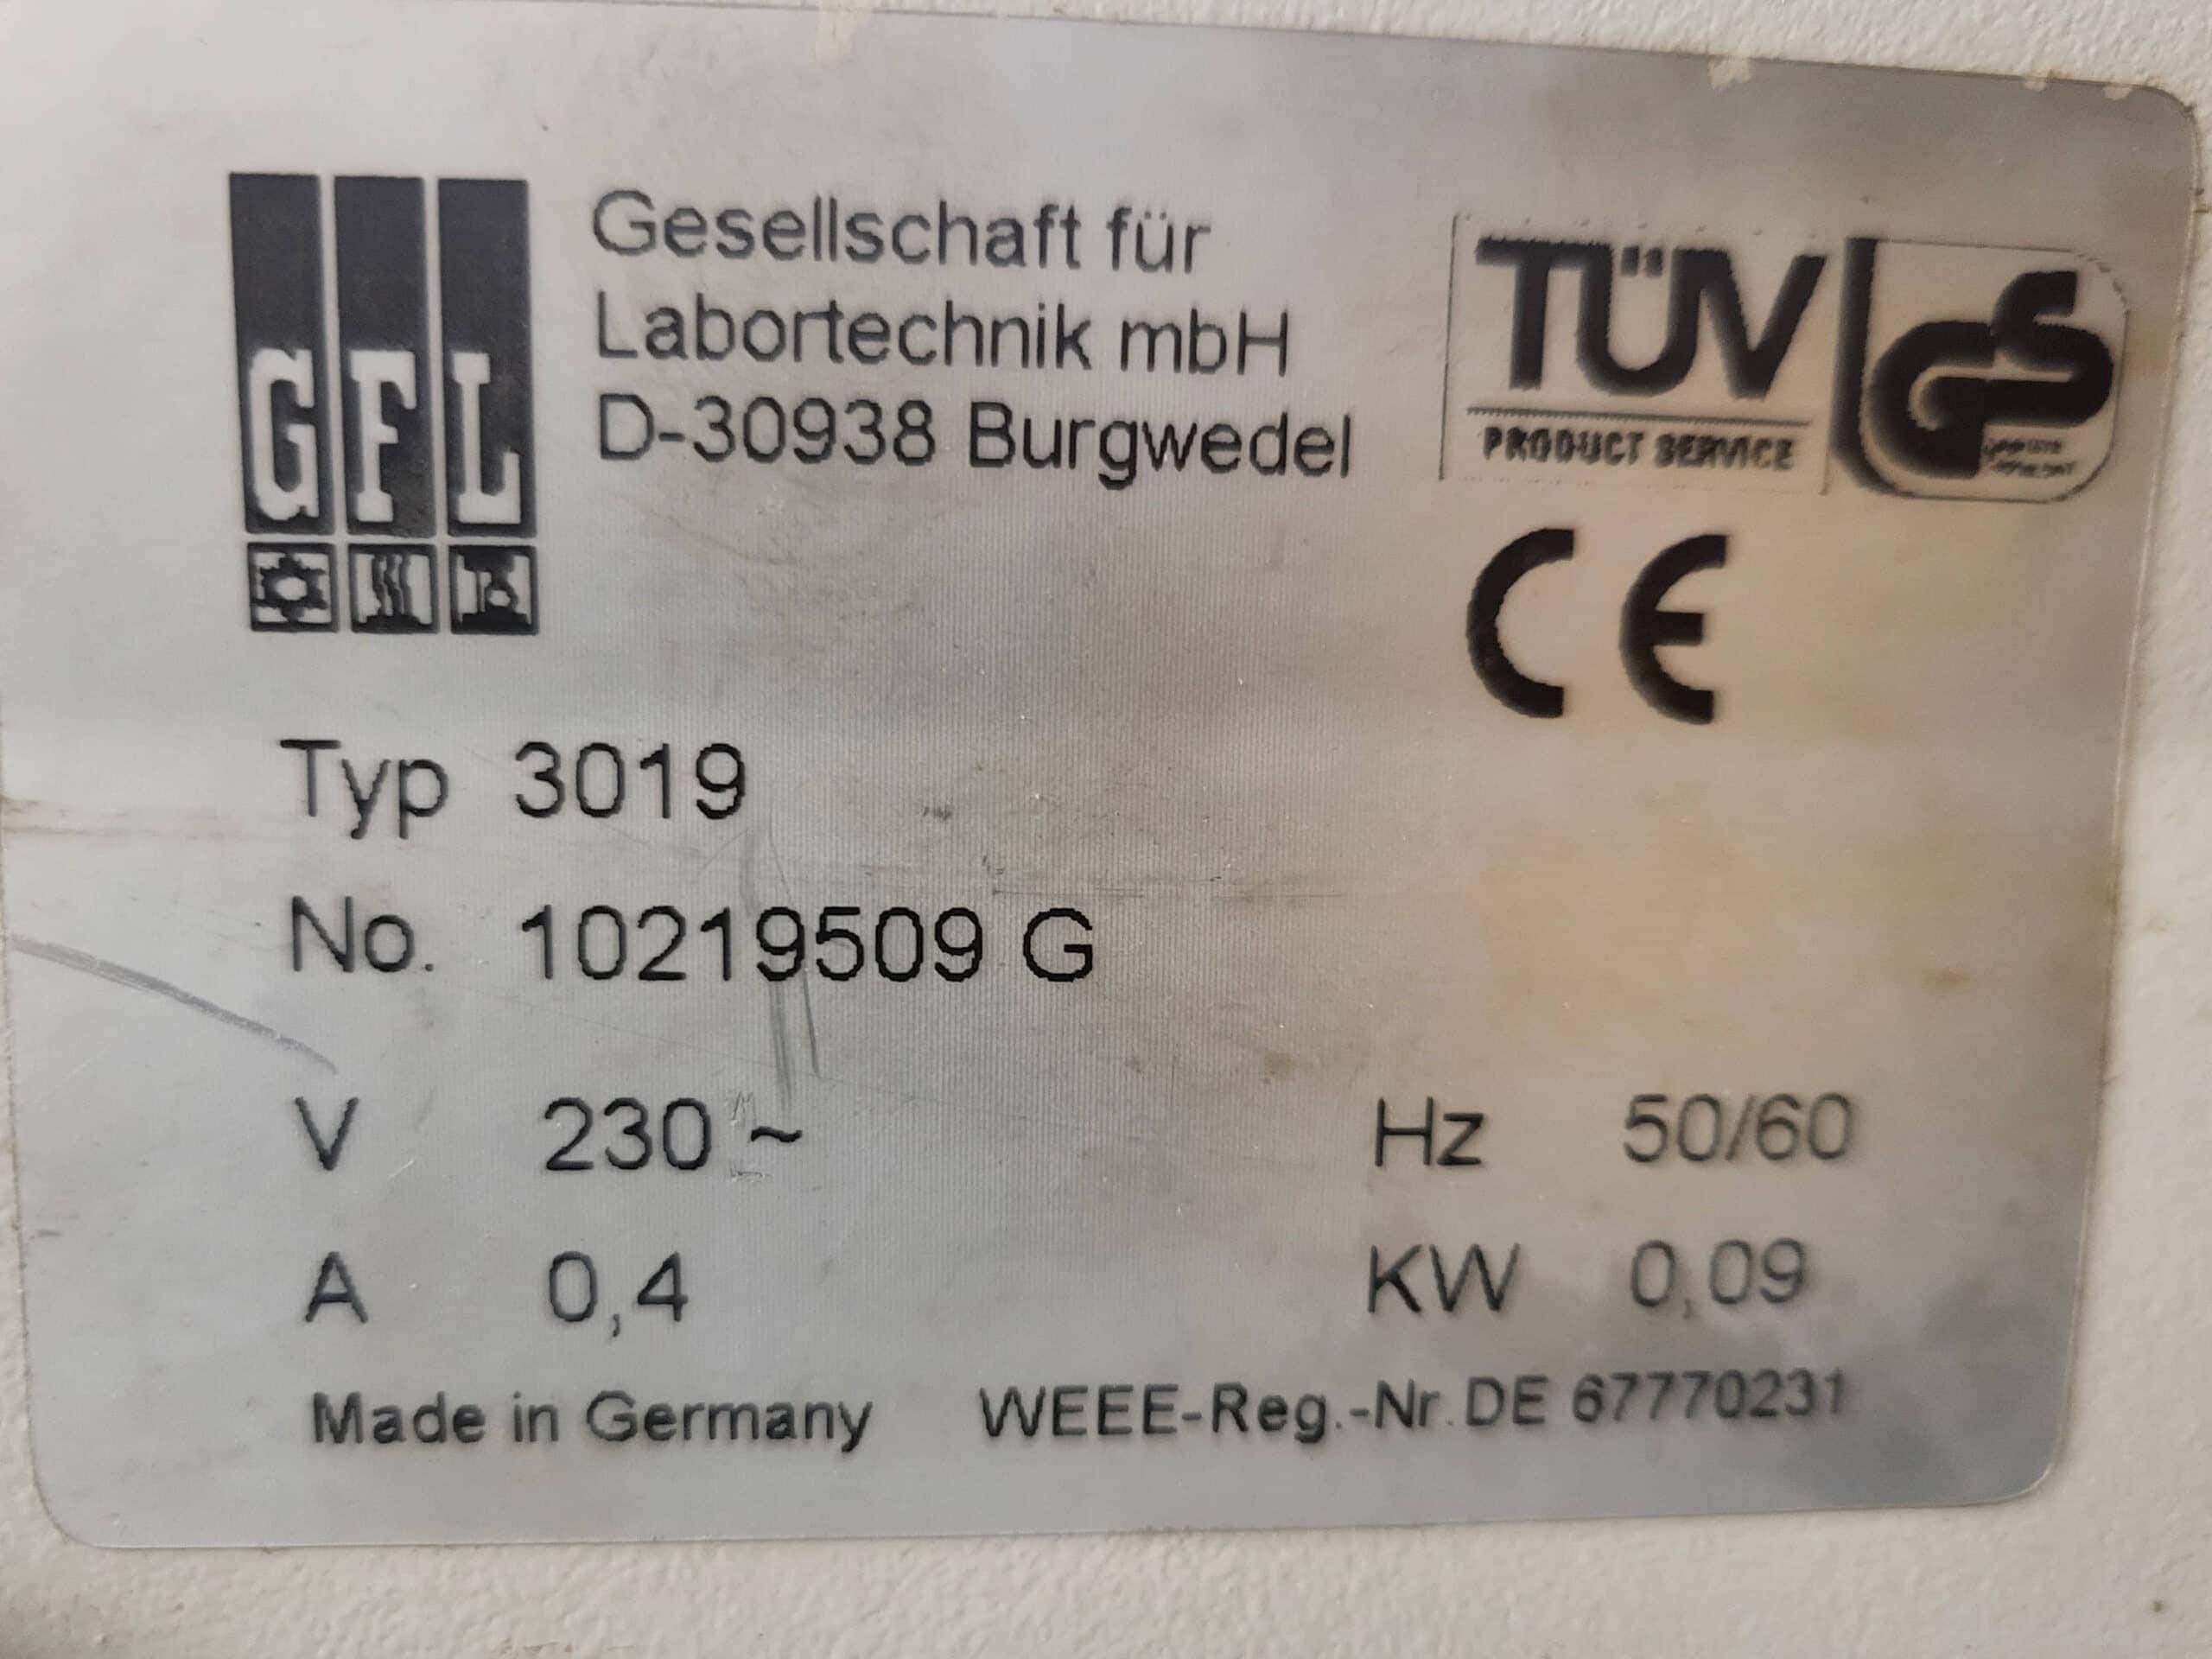 GFL
Gesellschaft für
Labortechnik mbH
D-30938 Burgwedel
TÜV
PRODUCT SERVICE
GS
CE
Typ 3019
No. 10219509 G
V 230 ~
Hz 50/60
A 0,4
KW 0,09
Made in Germany
WEEE-Reg.-Nr.DE 67770231